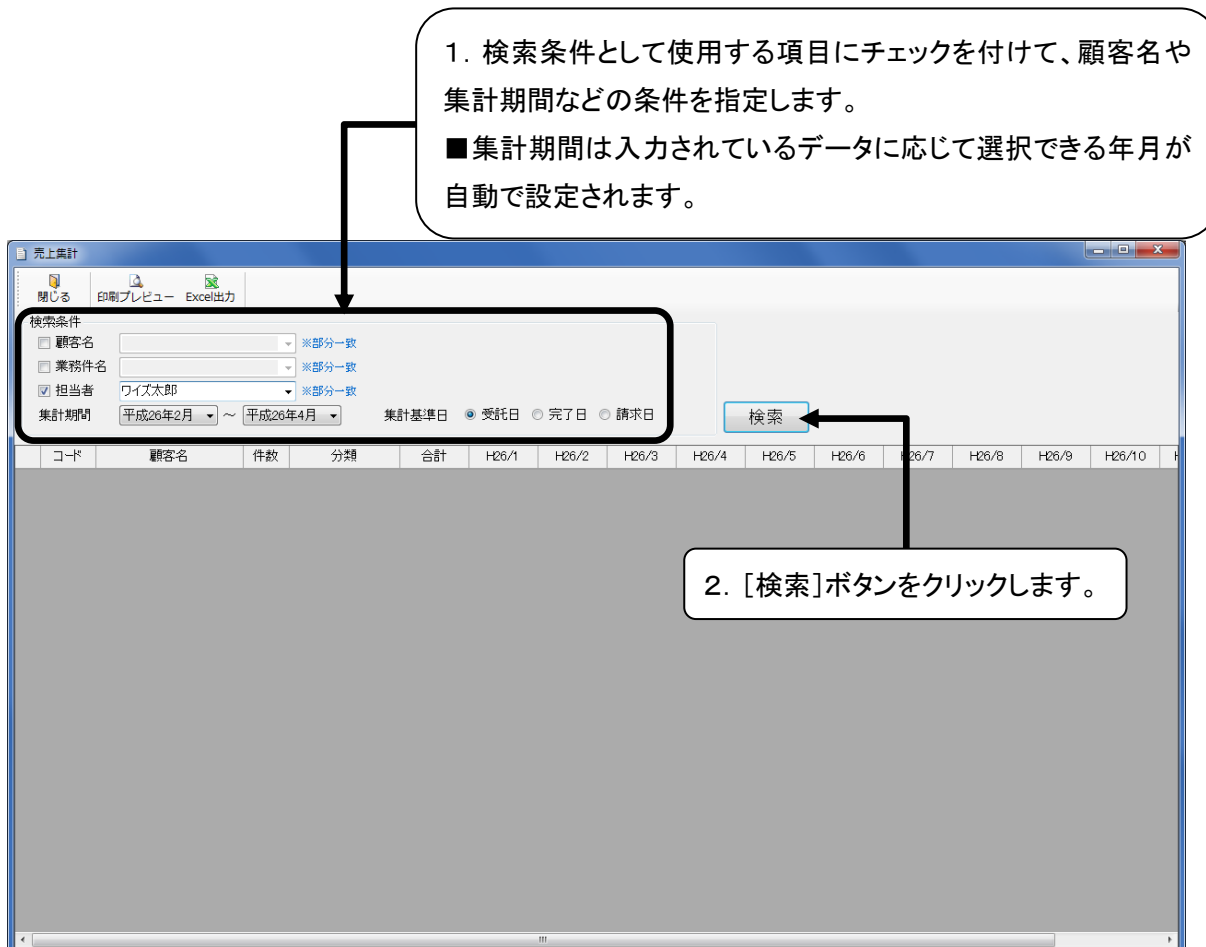 １．検索条件として使用する項目にチェックを付けて、顧客名や
集計期間などの条件を指定します。
■集計期間は入力されているデータに応じて選択できる年月が
自動で設定されます。
売上集計
閉じる 印刷プレビュー Excel出力
検索条件
顧客名 ※部分一致
業務件名 ※部分一致
担当者 ワイズ太郎 ※部分一致
集計期間 平成26年2月 ～ 平成26年4月 集計基準日 受託日 完了日 請求日 検索
コード 顧客名 件数 分類 合計 H26/1 H26/2 H26/3 H26/4 H26/5 H26/6 H26/7 H26/8 H26/9 H26/10
２．［検索］ボタンをクリックします。